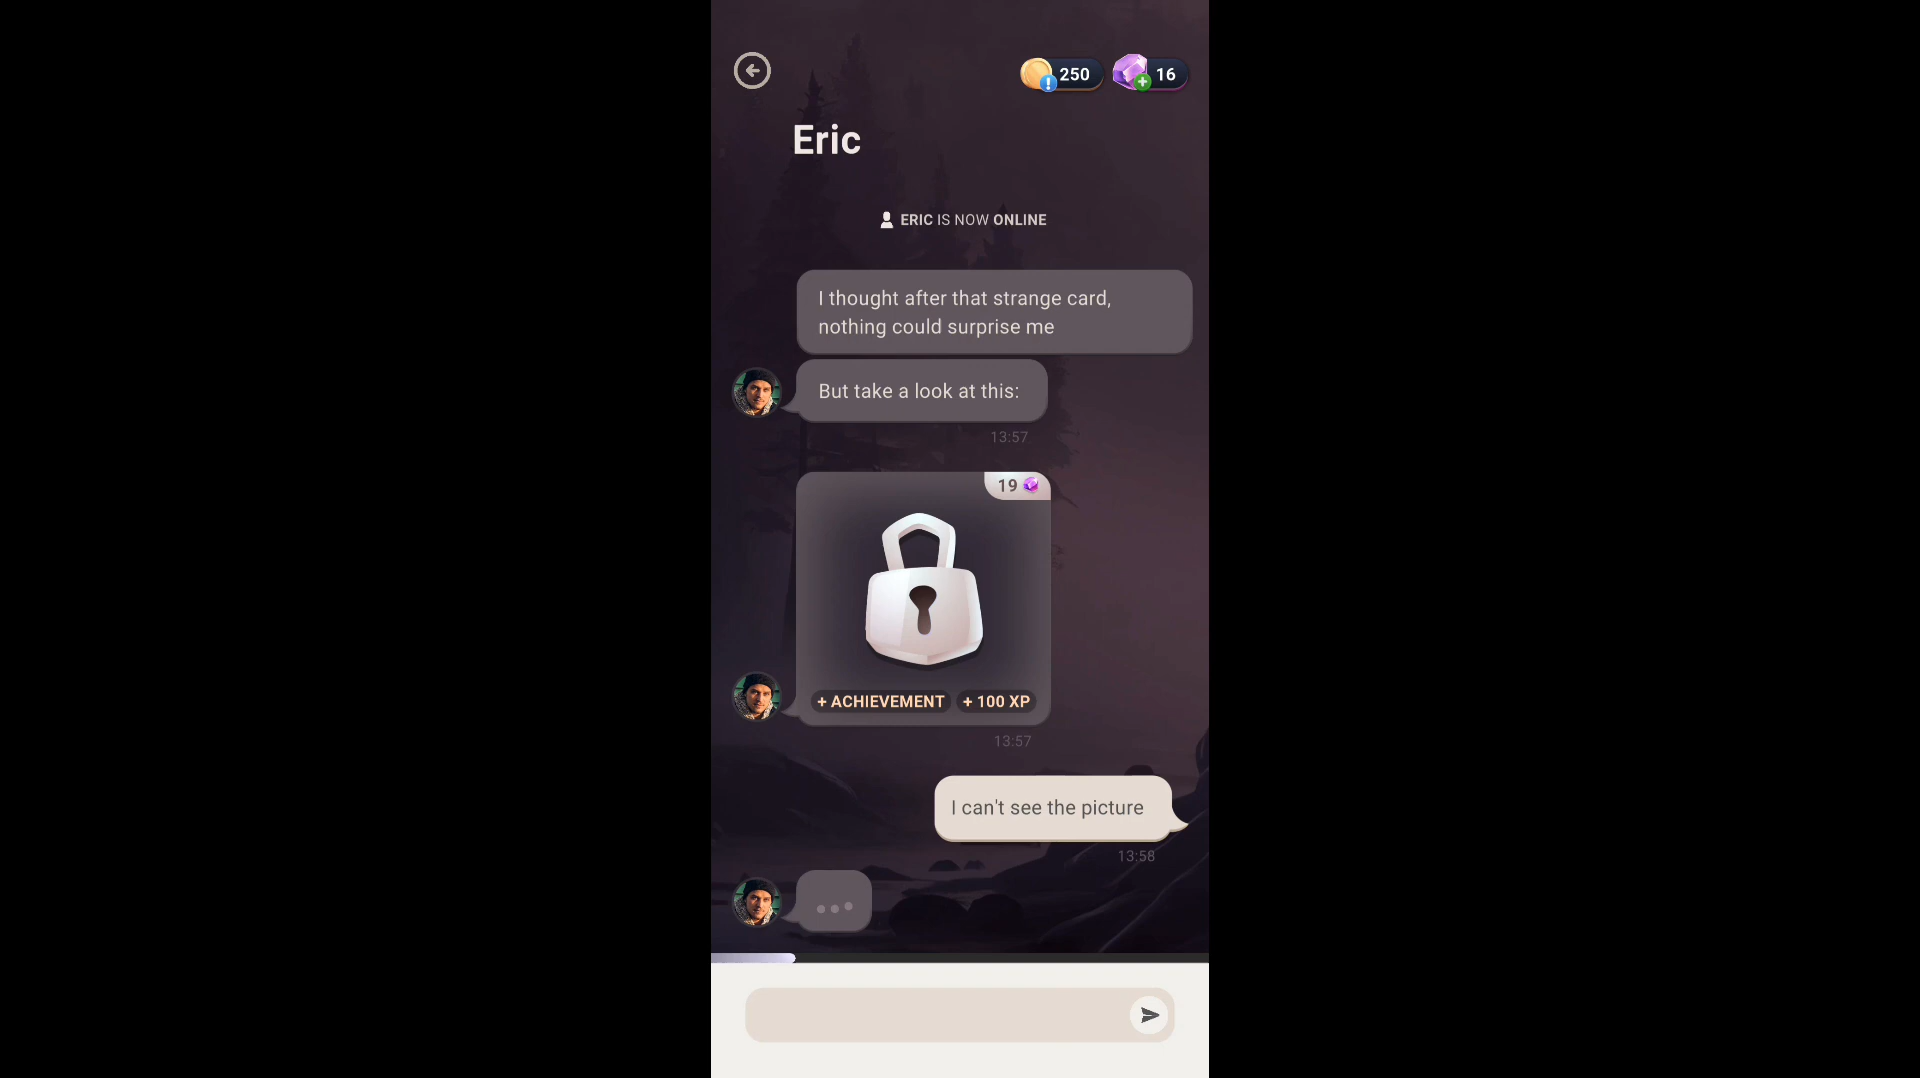 250
16
Eric
ERIC IS NOW ONLINE
I thought after that strange card,
nothing could surprise me
But take a look at this:
13:57
19
+ ACHIEVEMENT
+ 100 XP
13:57
I can't see the picture
13:58